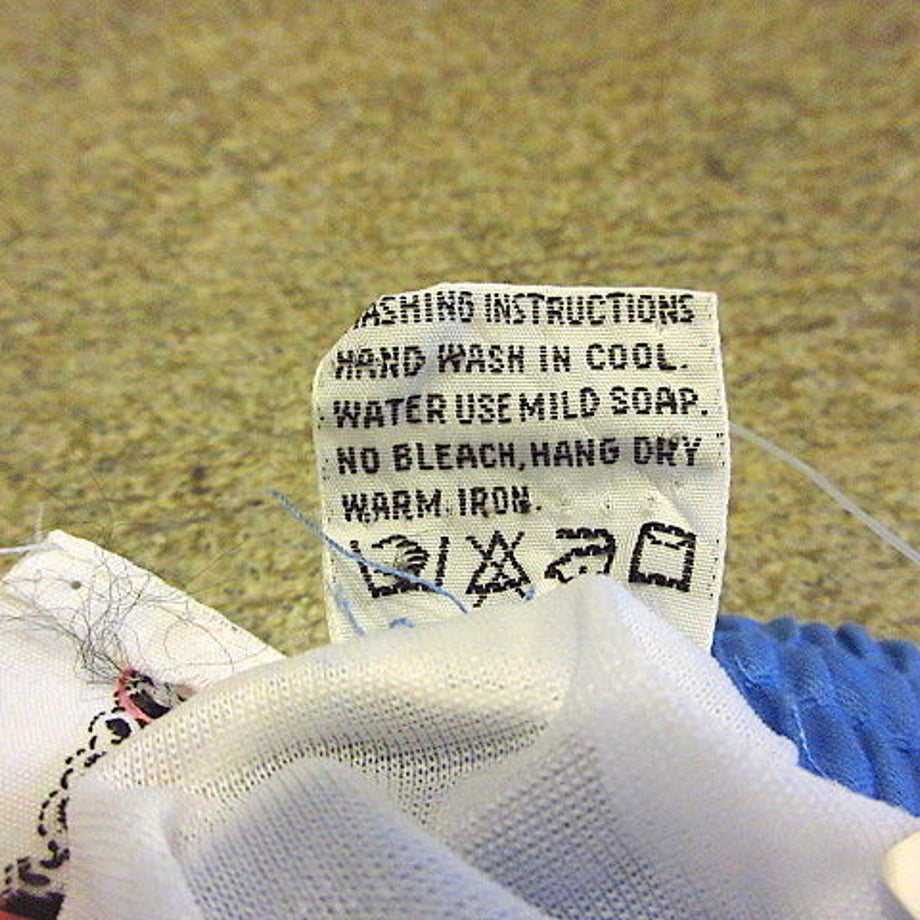 WASHING INSTRUCTIONS
HAND WASH IN COOL.
WATER USE MILD SOAP.
NO BLEACH, HANG DRY
WARM. IRON.